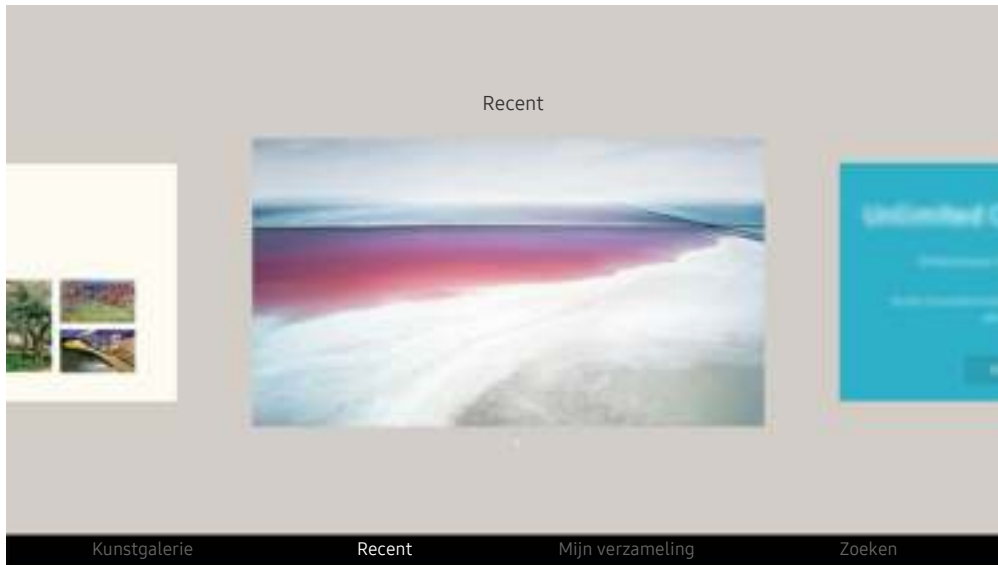 Recent
Unlimited
Kunstgalerie
Recent
Mijn verzameling
Zoeken